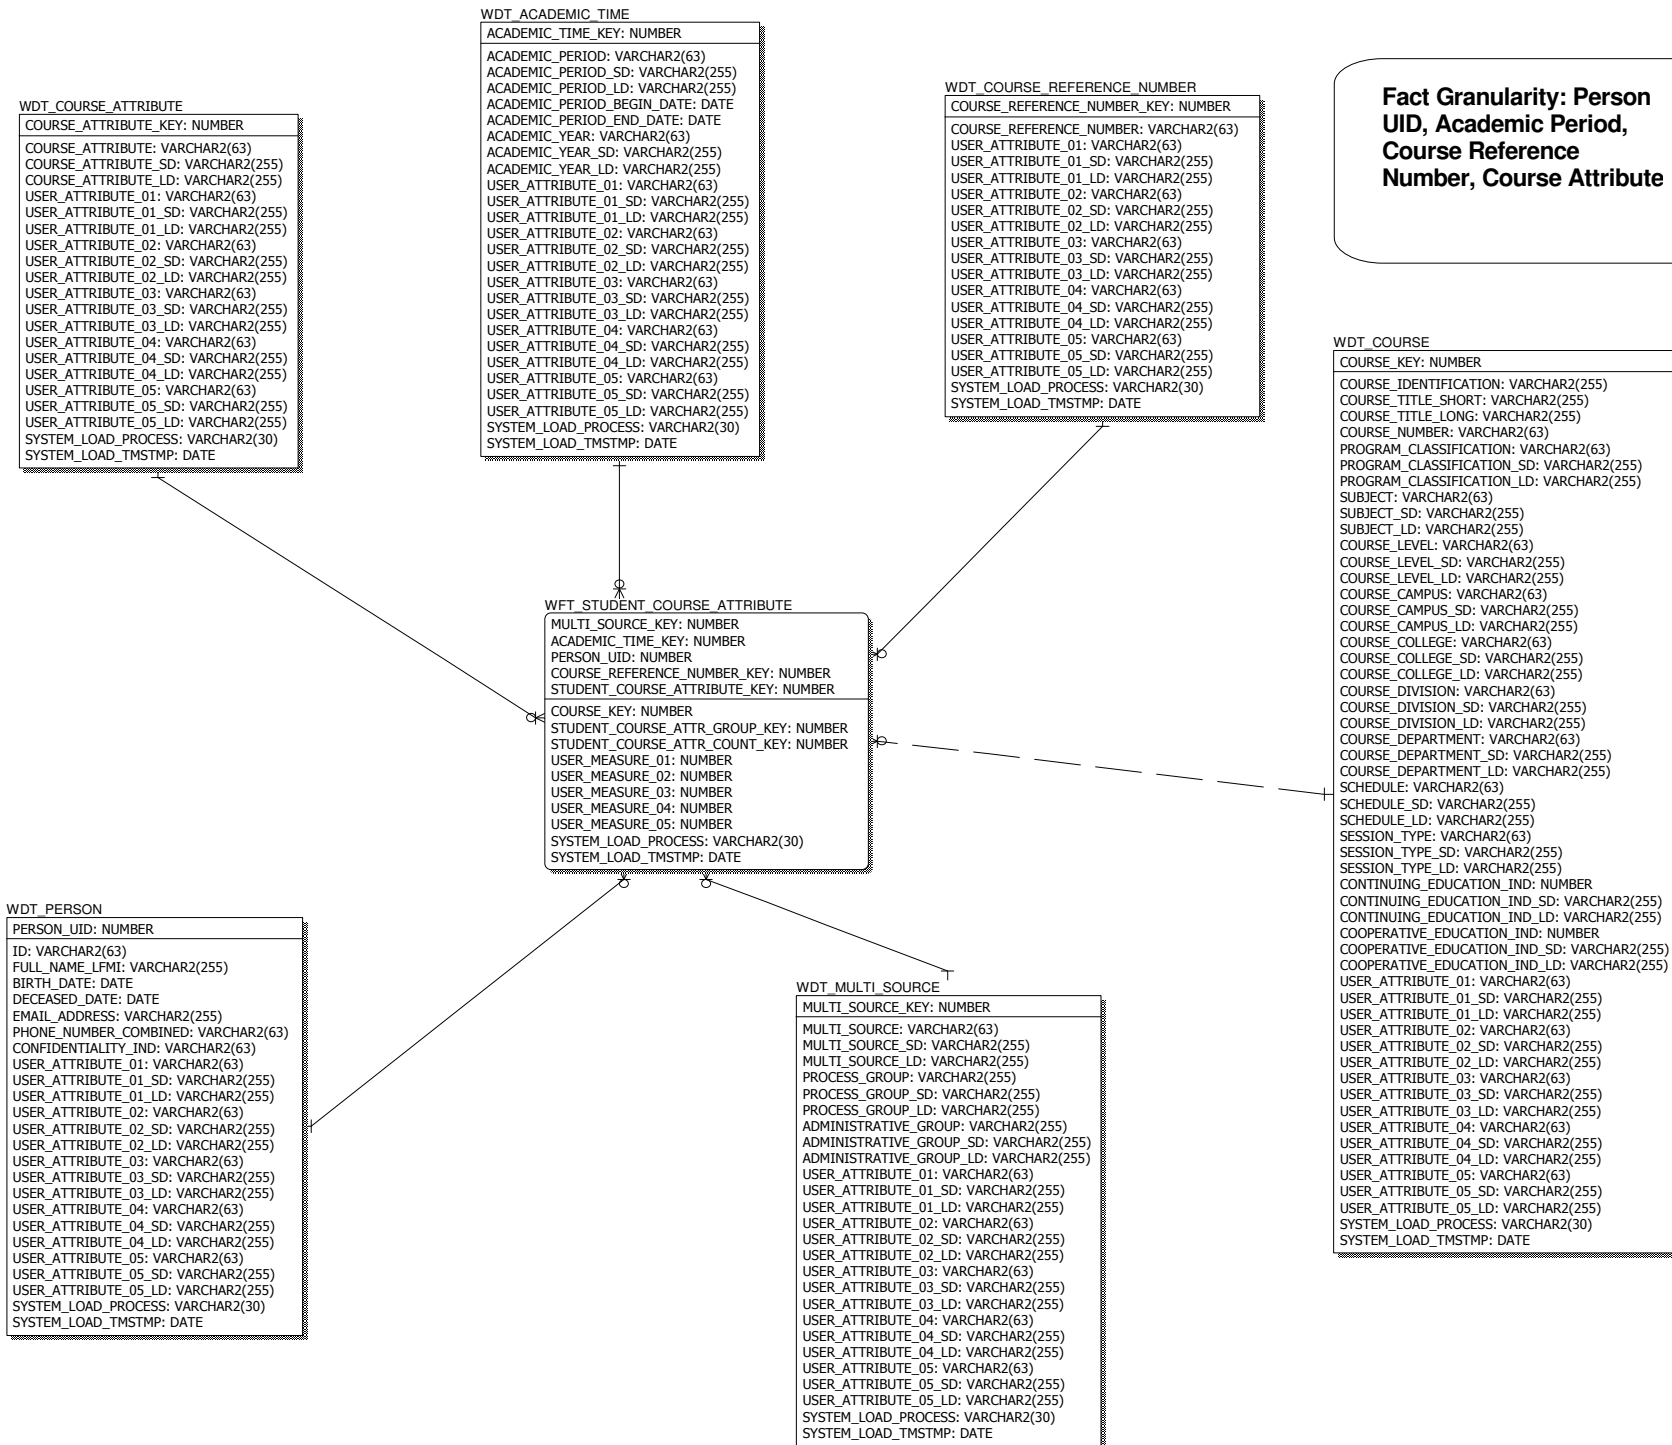 WDT_ACADEMIC_TIME
ACADEMIC_TIME_KEY: NUMBER
ACADEMIC_PERIOD: VARCHAR2(63)
ACADEMIC_PERIOD_SD: VARCHAR2(255)
ACADEMIC_PERIOD_LD: VARCHAR2(255)
ACADEMIC_PERIOD_BEGIN_DATE: DATE
ACADEMIC_PERIOD_END_DATE: DATE
ACADEMIC_YEAR: VARCHAR2(63)
ACADEMIC_YEAR_SD: VARCHAR2(255)
ACADEMIC_YEAR_LD: VARCHAR2(255)
USER_ATTRIBUTE_01: VARCHAR2(63)
USER_ATTRIBUTE_01_SD: VARCHAR2(255)
USER_ATTRIBUTE_01_LD: VARCHAR2(255)
USER_ATTRIBUTE_02: VARCHAR2(63)
USER_ATTRIBUTE_02_SD: VARCHAR2(255)
USER_ATTRIBUTE_02_LD: VARCHAR2(255)
USER_ATTRIBUTE_03: VARCHAR2(63)
USER_ATTRIBUTE_03_SD: VARCHAR2(255)
USER_ATTRIBUTE_03_LD: VARCHAR2(255)
USER_ATTRIBUTE_04: VARCHAR2(63)
USER_ATTRIBUTE_04_SD: VARCHAR2(255)
USER_ATTRIBUTE_04_LD: VARCHAR2(255)
USER_ATTRIBUTE_05: VARCHAR2(63)
USER_ATTRIBUTE_05_SD: VARCHAR2(255)
USER_ATTRIBUTE_05_LD: VARCHAR2(255)
SYSTEM_LOAD_PROCESS: VARCHAR2(30)
SYSTEM_LOAD_TMSTMP: DATE
WDT_COURSE_ATTRIBUTE
COURSE_ATTRIBUTE_KEY: NUMBER
COURSE_ATTRIBUTE: VARCHAR2(63)
COURSE_ATTRIBUTE_SD: VARCHAR2(255)
COURSE_ATTRIBUTE_LD: VARCHAR2(255)
USER_ATTRIBUTE_01: VARCHAR2(63)
USER_ATTRIBUTE_01_SD: VARCHAR2(255)
USER_ATTRIBUTE_01_LD: VARCHAR2(255)
USER_ATTRIBUTE_02: VARCHAR2(63)
USER_ATTRIBUTE_02_SD: VARCHAR2(255)
USER_ATTRIBUTE_02_LD: VARCHAR2(255)
USER_ATTRIBUTE_03: VARCHAR2(63)
USER_ATTRIBUTE_03_SD: VARCHAR2(255)
USER_ATTRIBUTE_03_LD: VARCHAR2(255)
USER_ATTRIBUTE_04: VARCHAR2(63)
USER_ATTRIBUTE_04_SD: VARCHAR2(255)
USER_ATTRIBUTE_04_LD: VARCHAR2(255)
USER_ATTRIBUTE_05: VARCHAR2(63)
USER_ATTRIBUTE_05_SD: VARCHAR2(255)
USER_ATTRIBUTE_05_LD: VARCHAR2(255)
SYSTEM_LOAD_PROCESS: VARCHAR2(30)
SYSTEM_LOAD_TMSTMP: DATE
WDT_COURSE_REFERENCE_NUMBER
COURSE_REFERENCE_NUMBER_KEY: NUMBER
COURSE_REFERENCE_NUMBER: VARCHAR2(63)
USER_ATTRIBUTE_01: VARCHAR2(63)
USER_ATTRIBUTE_01_SD: VARCHAR2(255)
USER_ATTRIBUTE_01_LD: VARCHAR2(255)
USER_ATTRIBUTE_02: VARCHAR2(63)
USER_ATTRIBUTE_02_SD: VARCHAR2(255)
USER_ATTRIBUTE_02_LD: VARCHAR2(255)
USER_ATTRIBUTE_03: VARCHAR2(63)
USER_ATTRIBUTE_03_SD: VARCHAR2(255)
USER_ATTRIBUTE_03_LD: VARCHAR2(255)
USER_ATTRIBUTE_04: VARCHAR2(63)
USER_ATTRIBUTE_04_SD: VARCHAR2(255)
USER_ATTRIBUTE_04_LD: VARCHAR2(255)
USER_ATTRIBUTE_05: VARCHAR2(63)
USER_ATTRIBUTE_05_SD: VARCHAR2(255)
USER_ATTRIBUTE_05_LD: VARCHAR2(255)
SYSTEM_LOAD_PROCESS: VARCHAR2(30)
SYSTEM_LOAD_TMSTMP: DATE
Fact Granularity: Person
UID, Academic Period,
Course Reference
Number, Course Attribute
WDT_COURSE
COURSE_KEY: NUMBER
COURSE_IDENTIFICATION: VARCHAR2(255)
COURSE_TITLE_SHORT: VARCHAR2(255)
COURSE_TITLE_LONG: VARCHAR2(255)
COURSE_NUMBER: VARCHAR2(63)
PROGRAM_CLASSIFICATION: VARCHAR2(63)
PROGRAM_CLASSIFICATION_SD: VARCHAR2(255)
PROGRAM_CLASSIFICATION_LD: VARCHAR2(255)
SUBJECT: VARCHAR2(63)
SUBJECT_SD: VARCHAR2(255)
SUBJECT_LD: VARCHAR2(255)
COURSE_LEVEL: VARCHAR2(63)
COURSE_LEVEL_SD: VARCHAR2(255)
COURSE_LEVEL_LD: VARCHAR2(255)
COURSE_CAMPUS: VARCHAR2(63)
COURSE_CAMPUS_SD: VARCHAR2(255)
COURSE_CAMPUS_LD: VARCHAR2(255)
COURSE_COLLEGE: VARCHAR2(63)
COURSE_COLLEGE_SD: VARCHAR2(255)
COURSE_COLLEGE_LD: VARCHAR2(255)
COURSE_DIVISION: VARCHAR2(63)
COURSE_DIVISION_SD: VARCHAR2(255)
COURSE_DIVISION_LD: VARCHAR2(255)
COURSE_DEPARTMENT: VARCHAR2(63)
COURSE_DEPARTMENT_SD: VARCHAR2(255)
COURSE_DEPARTMENT_LD: VARCHAR2(255)
SCHEDULE: VARCHAR2(63)
SCHEDULE_SD: VARCHAR2(255)
SCHEDULE_LD: VARCHAR2(255)
SESSION_TYPE: VARCHAR2(63)
SESSION_TYPE_SD: VARCHAR2(255)
SESSION_TYPE_LD: VARCHAR2(255)
CONTINUING_EDUCATION_IND: NUMBER
CONTINUING_EDUCATION_IND_SD: VARCHAR2(255)
CONTINUING_EDUCATION_IND_LD: VARCHAR2(255)
COOPERATIVE_EDUCATION_IND: NUMBER
COOPERATIVE_EDUCATION_IND_SD: VARCHAR2(255)
COOPERATIVE_EDUCATION_IND_LD: VARCHAR2(255)
USER_ATTRIBUTE_01: VARCHAR2(63)
USER_ATTRIBUTE_01_SD: VARCHAR2(255)
USER_ATTRIBUTE_01_LD: VARCHAR2(255)
USER_ATTRIBUTE_02: VARCHAR2(63)
USER_ATTRIBUTE_02_SD: VARCHAR2(255)
USER_ATTRIBUTE_02_LD: VARCHAR2(255)
USER_ATTRIBUTE_03: VARCHAR2(63)
USER_ATTRIBUTE_03_SD: VARCHAR2(255)
USER_ATTRIBUTE_03_LD: VARCHAR2(255)
USER_ATTRIBUTE_04: VARCHAR2(63)
USER_ATTRIBUTE_04_SD: VARCHAR2(255)
USER_ATTRIBUTE_04_LD: VARCHAR2(255)
USER_ATTRIBUTE_05: VARCHAR2(63)
USER_ATTRIBUTE_05_SD: VARCHAR2(255)
USER_ATTRIBUTE_05_LD: VARCHAR2(255)
SYSTEM_LOAD_PROCESS: VARCHAR2(30)
SYSTEM_LOAD_TMSTMP: DATE
WFT_STUDENT_COURSE_ATTRIBUTE
MULTI_SOURCE_KEY: NUMBER
ACADEMIC_TIME_KEY: NUMBER
PERSON_UID: NUMBER
COURSE_REFERENCE_NUMBER_KEY: NUMBER
STUDENT_COURSE_ATTRIBUTE_KEY: NUMBER
COURSE_KEY: NUMBER
STUDENT_COURSE_ATTR_GROUP_KEY: NUMBER
STUDENT_COURSE_ATTR_COUNT_KEY: NUMBER
USER_MEASURE_01: NUMBER
USER_MEASURE_02: NUMBER
USER_MEASURE_03: NUMBER
USER_MEASURE_04: NUMBER
USER_MEASURE_05: NUMBER
SYSTEM_LOAD_PROCESS: VARCHAR2(30)
SYSTEM_LOAD_TMSTMP: DATE
WDT_PERSON
PERSON_UID: NUMBER
ID: VARCHAR2(63)
FULL_NAME_LFMI: VARCHAR2(255)
BIRTH_DATE: DATE
DECEASED_DATE: DATE
EMAIL_ADDRESS: VARCHAR2(255)
PHONE_NUMBER_COMBINED: VARCHAR2(63)
CONFIDENTIALITY_IND: VARCHAR2(63)
USER_ATTRIBUTE_01: VARCHAR2(63)
USER_ATTRIBUTE_01_SD: VARCHAR2(255)
USER_ATTRIBUTE_01_LD: VARCHAR2(255)
USER_ATTRIBUTE_02: VARCHAR2(63)
USER_ATTRIBUTE_02_SD: VARCHAR2(255)
USER_ATTRIBUTE_02_LD: VARCHAR2(255)
USER_ATTRIBUTE_03: VARCHAR2(63)
USER_ATTRIBUTE_03_SD: VARCHAR2(255)
USER_ATTRIBUTE_03_LD: VARCHAR2(255)
USER_ATTRIBUTE_04: VARCHAR2(63)
USER_ATTRIBUTE_04_SD: VARCHAR2(255)
USER_ATTRIBUTE_04_LD: VARCHAR2(255)
USER_ATTRIBUTE_05: VARCHAR2(63)
USER_ATTRIBUTE_05_SD: VARCHAR2(255)
USER_ATTRIBUTE_05_LD: VARCHAR2(255)
SYSTEM_LOAD_PROCESS: VARCHAR2(30)
SYSTEM_LOAD_TMSTMP: DATE
WDT_MULTI_SOURCE
MULTI_SOURCE_KEY: NUMBER
MULTI_SOURCE: VARCHAR2(63)
MULTI_SOURCE_SD: VARCHAR2(255)
MULTI_SOURCE_LD: VARCHAR2(255)
PROCESS_GROUP: VARCHAR2(255)
PROCESS_GROUP_SD: VARCHAR2(255)
PROCESS_GROUP_LD: VARCHAR2(255)
ADMINISTRATIVE_GROUP: VARCHAR2(255)
ADMINISTRATIVE_GROUP_SD: VARCHAR2(255)
ADMINISTRATIVE_GROUP_LD: VARCHAR2(255)
USER_ATTRIBUTE_01: VARCHAR2(63)
USER_ATTRIBUTE_01_SD: VARCHAR2(255)
USER_ATTRIBUTE_01_LD: VARCHAR2(255)
USER_ATTRIBUTE_02: VARCHAR2(63)
USER_ATTRIBUTE_02_SD: VARCHAR2(255)
USER_ATTRIBUTE_02_LD: VARCHAR2(255)
USER_ATTRIBUTE_03: VARCHAR2(63)
USER_ATTRIBUTE_03_SD: VARCHAR2(255)
USER_ATTRIBUTE_03_LD: VARCHAR2(255)
USER_ATTRIBUTE_04: VARCHAR2(63)
USER_ATTRIBUTE_04_SD: VARCHAR2(255)
USER_ATTRIBUTE_04_LD: VARCHAR2(255)
USER_ATTRIBUTE_05: VARCHAR2(63)
USER_ATTRIBUTE_05_SD: VARCHAR2(255)
USER_ATTRIBUTE_05_LD: VARCHAR2(255)
SYSTEM_LOAD_PROCESS: VARCHAR2(30)
SYSTEM_LOAD_TMSTMP: DATE